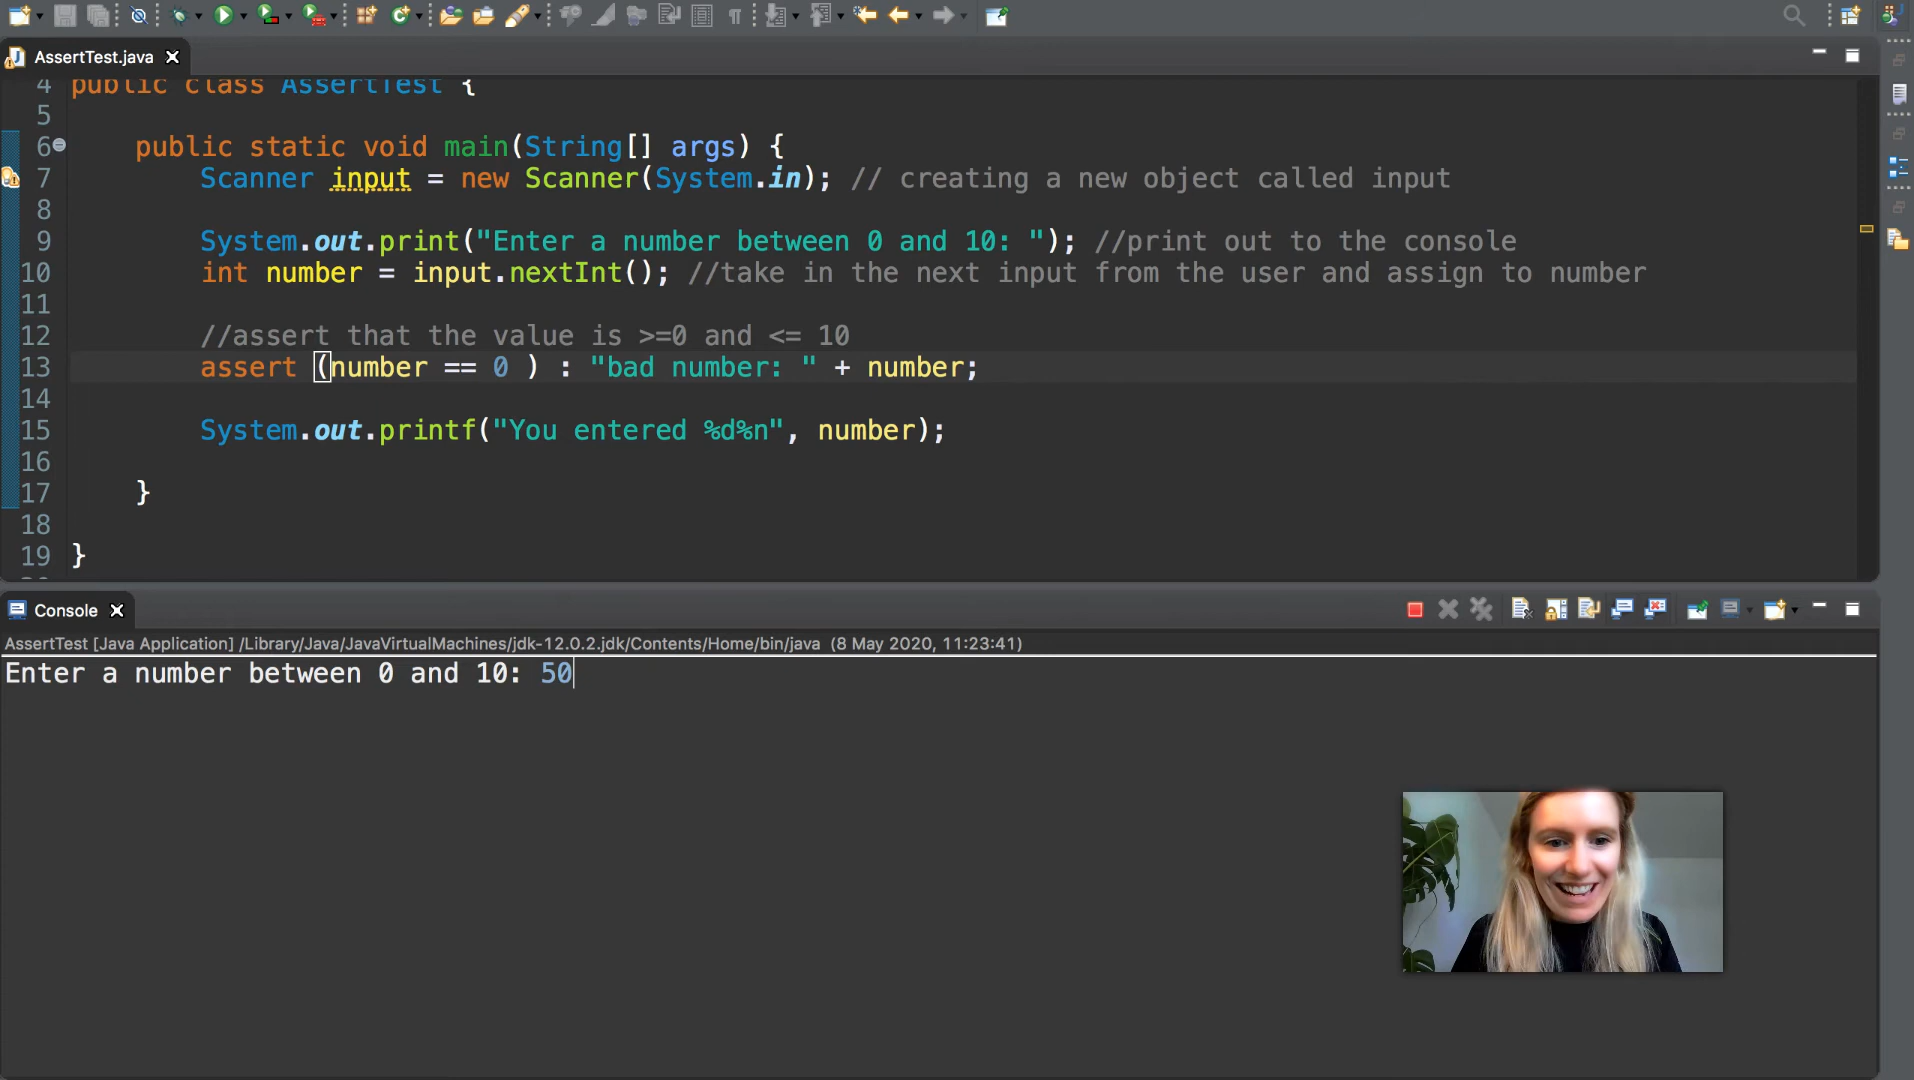 AssertTest.java
4 public class AssertTest {
5
6 public static void main(String[] args) {
7 Scanner input = new Scanner(System.in); // creating a new object called input
8
9 System.out.print("Enter a number between 0 and 10: "); //print out to the console
10 int number = input.nextInt(); //take in the next input from the user and assign to number
11
12 //assert that the value is >=0 and <= 10
13 assert (number == 0 ) : "bad number: " + number;
14
15 System.out.printf("You entered %d%n", number);
16
17 }
18
19 }
Console
AssertTest [Java Application] /Library/Java/JavaVirtualMachines/jdk-12.0.2.jdk/Contents/Home/bin/java (8 May 2020, 11:23:41)
Enter a number between 0 and 10: 50